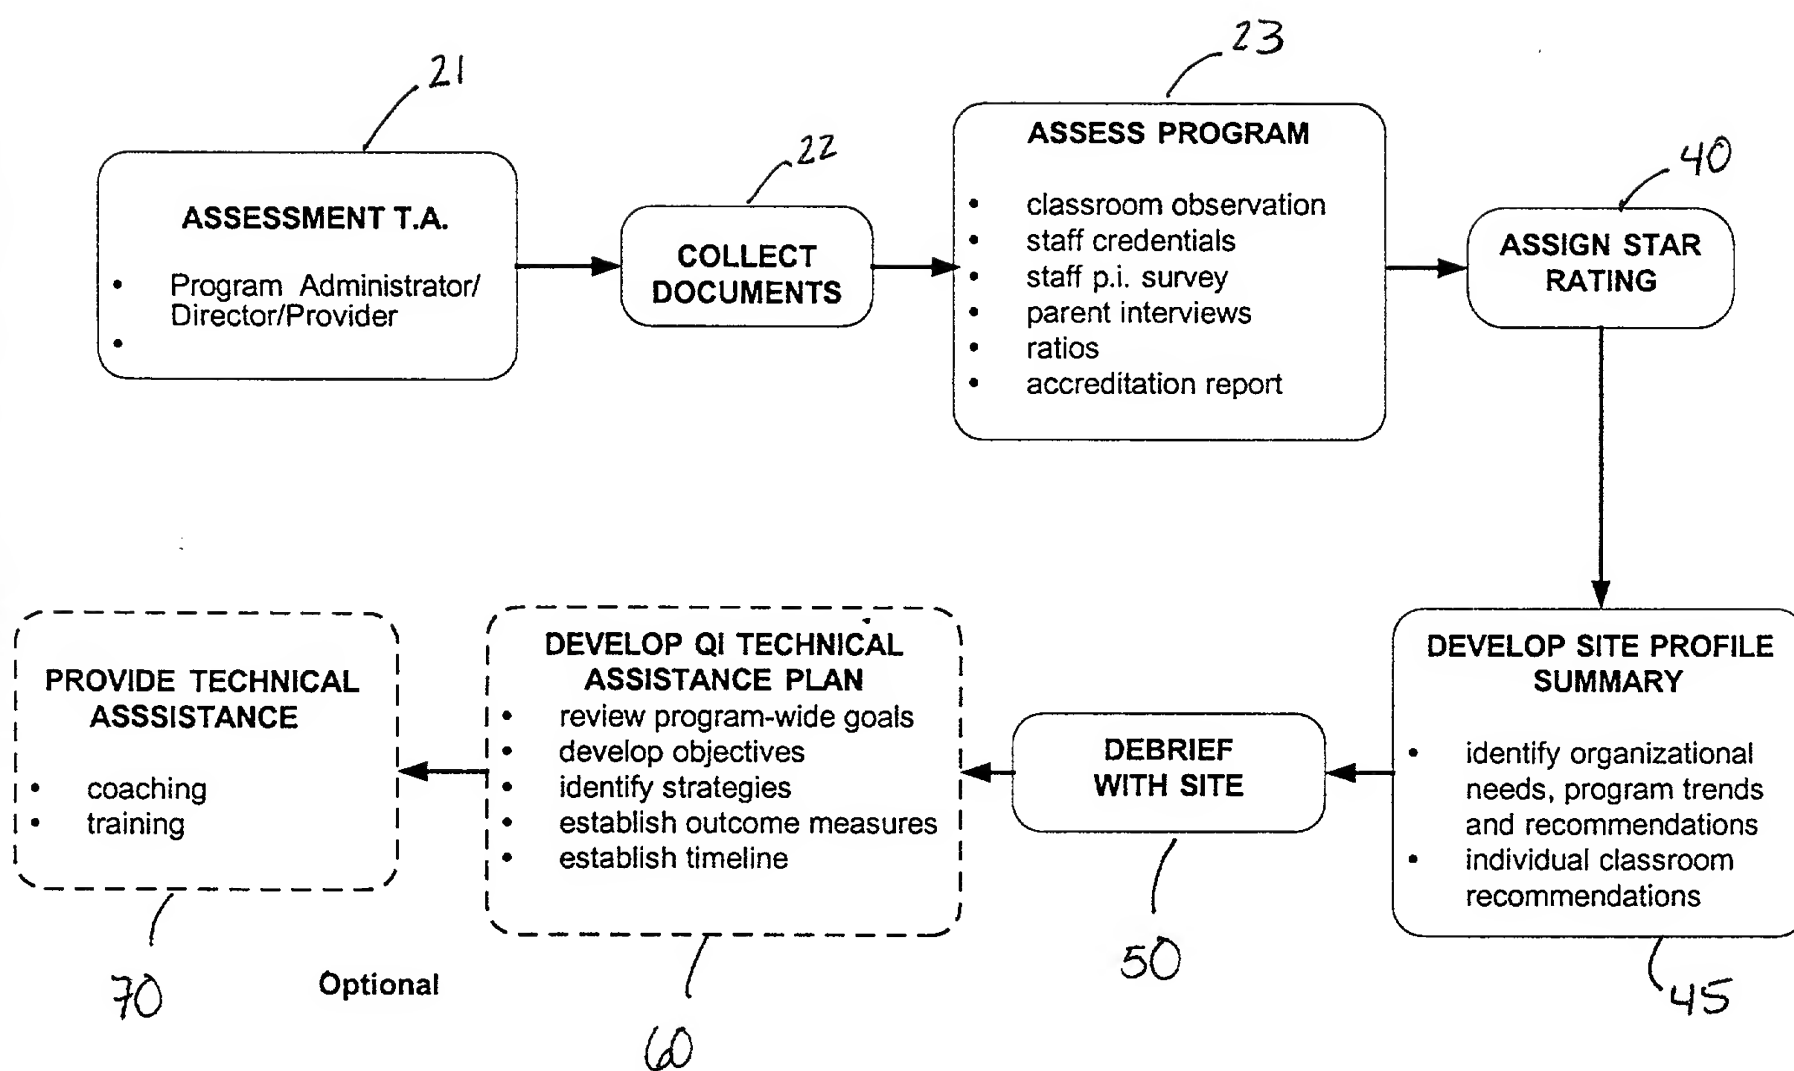 21
ASSESSMENT T.A.
• Program Administrator/
Director/Provider
•
22
COLLECT
DOCUMENTS
23
ASSESS PROGRAM
• classroom observation
• staff credentials
• staff p.i. survey
• parent interviews
• ratios
• accreditation report
40
ASSIGN STAR
RATING
DEVELOP SITE PROFILE
SUMMARY
• identify organizational
needs, program trends
and recommendations
• individual classroom
recommendations
45
DEBRIEF
WITH SITE
50
DEVELOP QI TECHNICAL
ASSISTANCE PLAN
• review program-wide goals
• develop objectives
• identify strategies
• establish outcome measures
• establish timeline
60
PROVIDE TECHNICAL
ASSSISTANCE
• coaching
• training
70
Optional